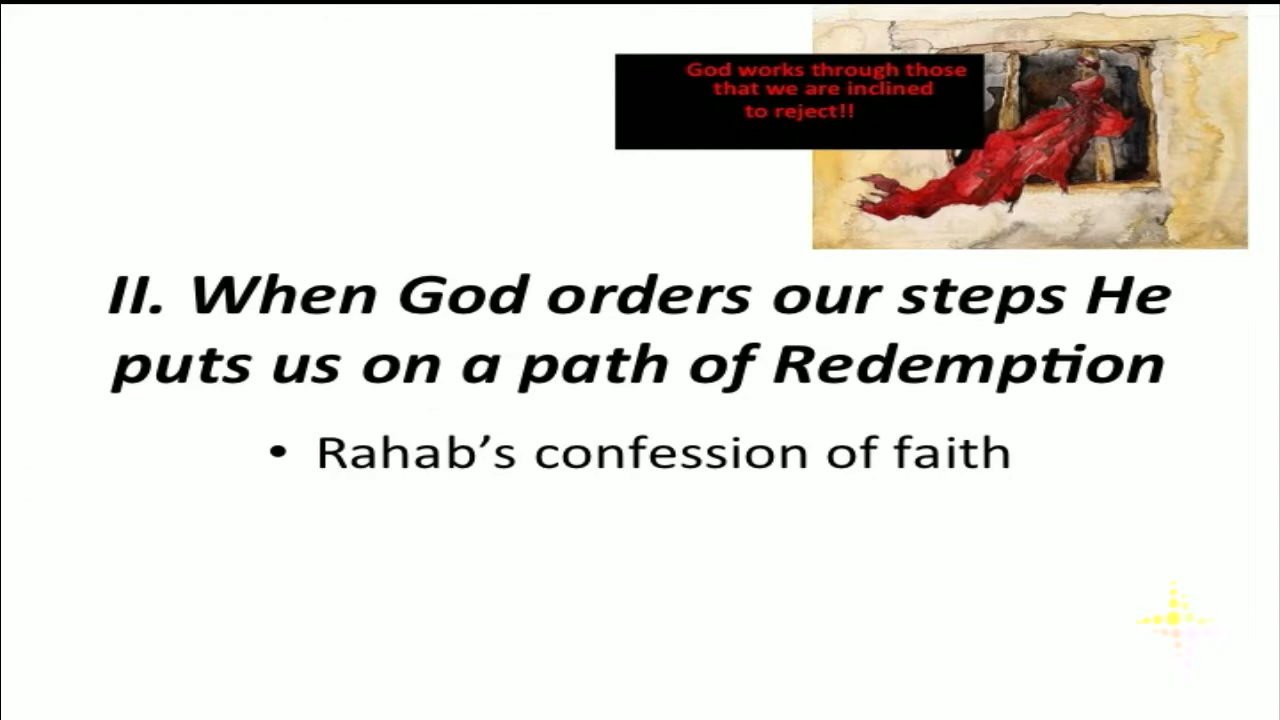 God works through those
that we are inclined
to reject!!
II. When God orders our steps He
puts us on a path of Redemption
• Rahab’s confession of faith